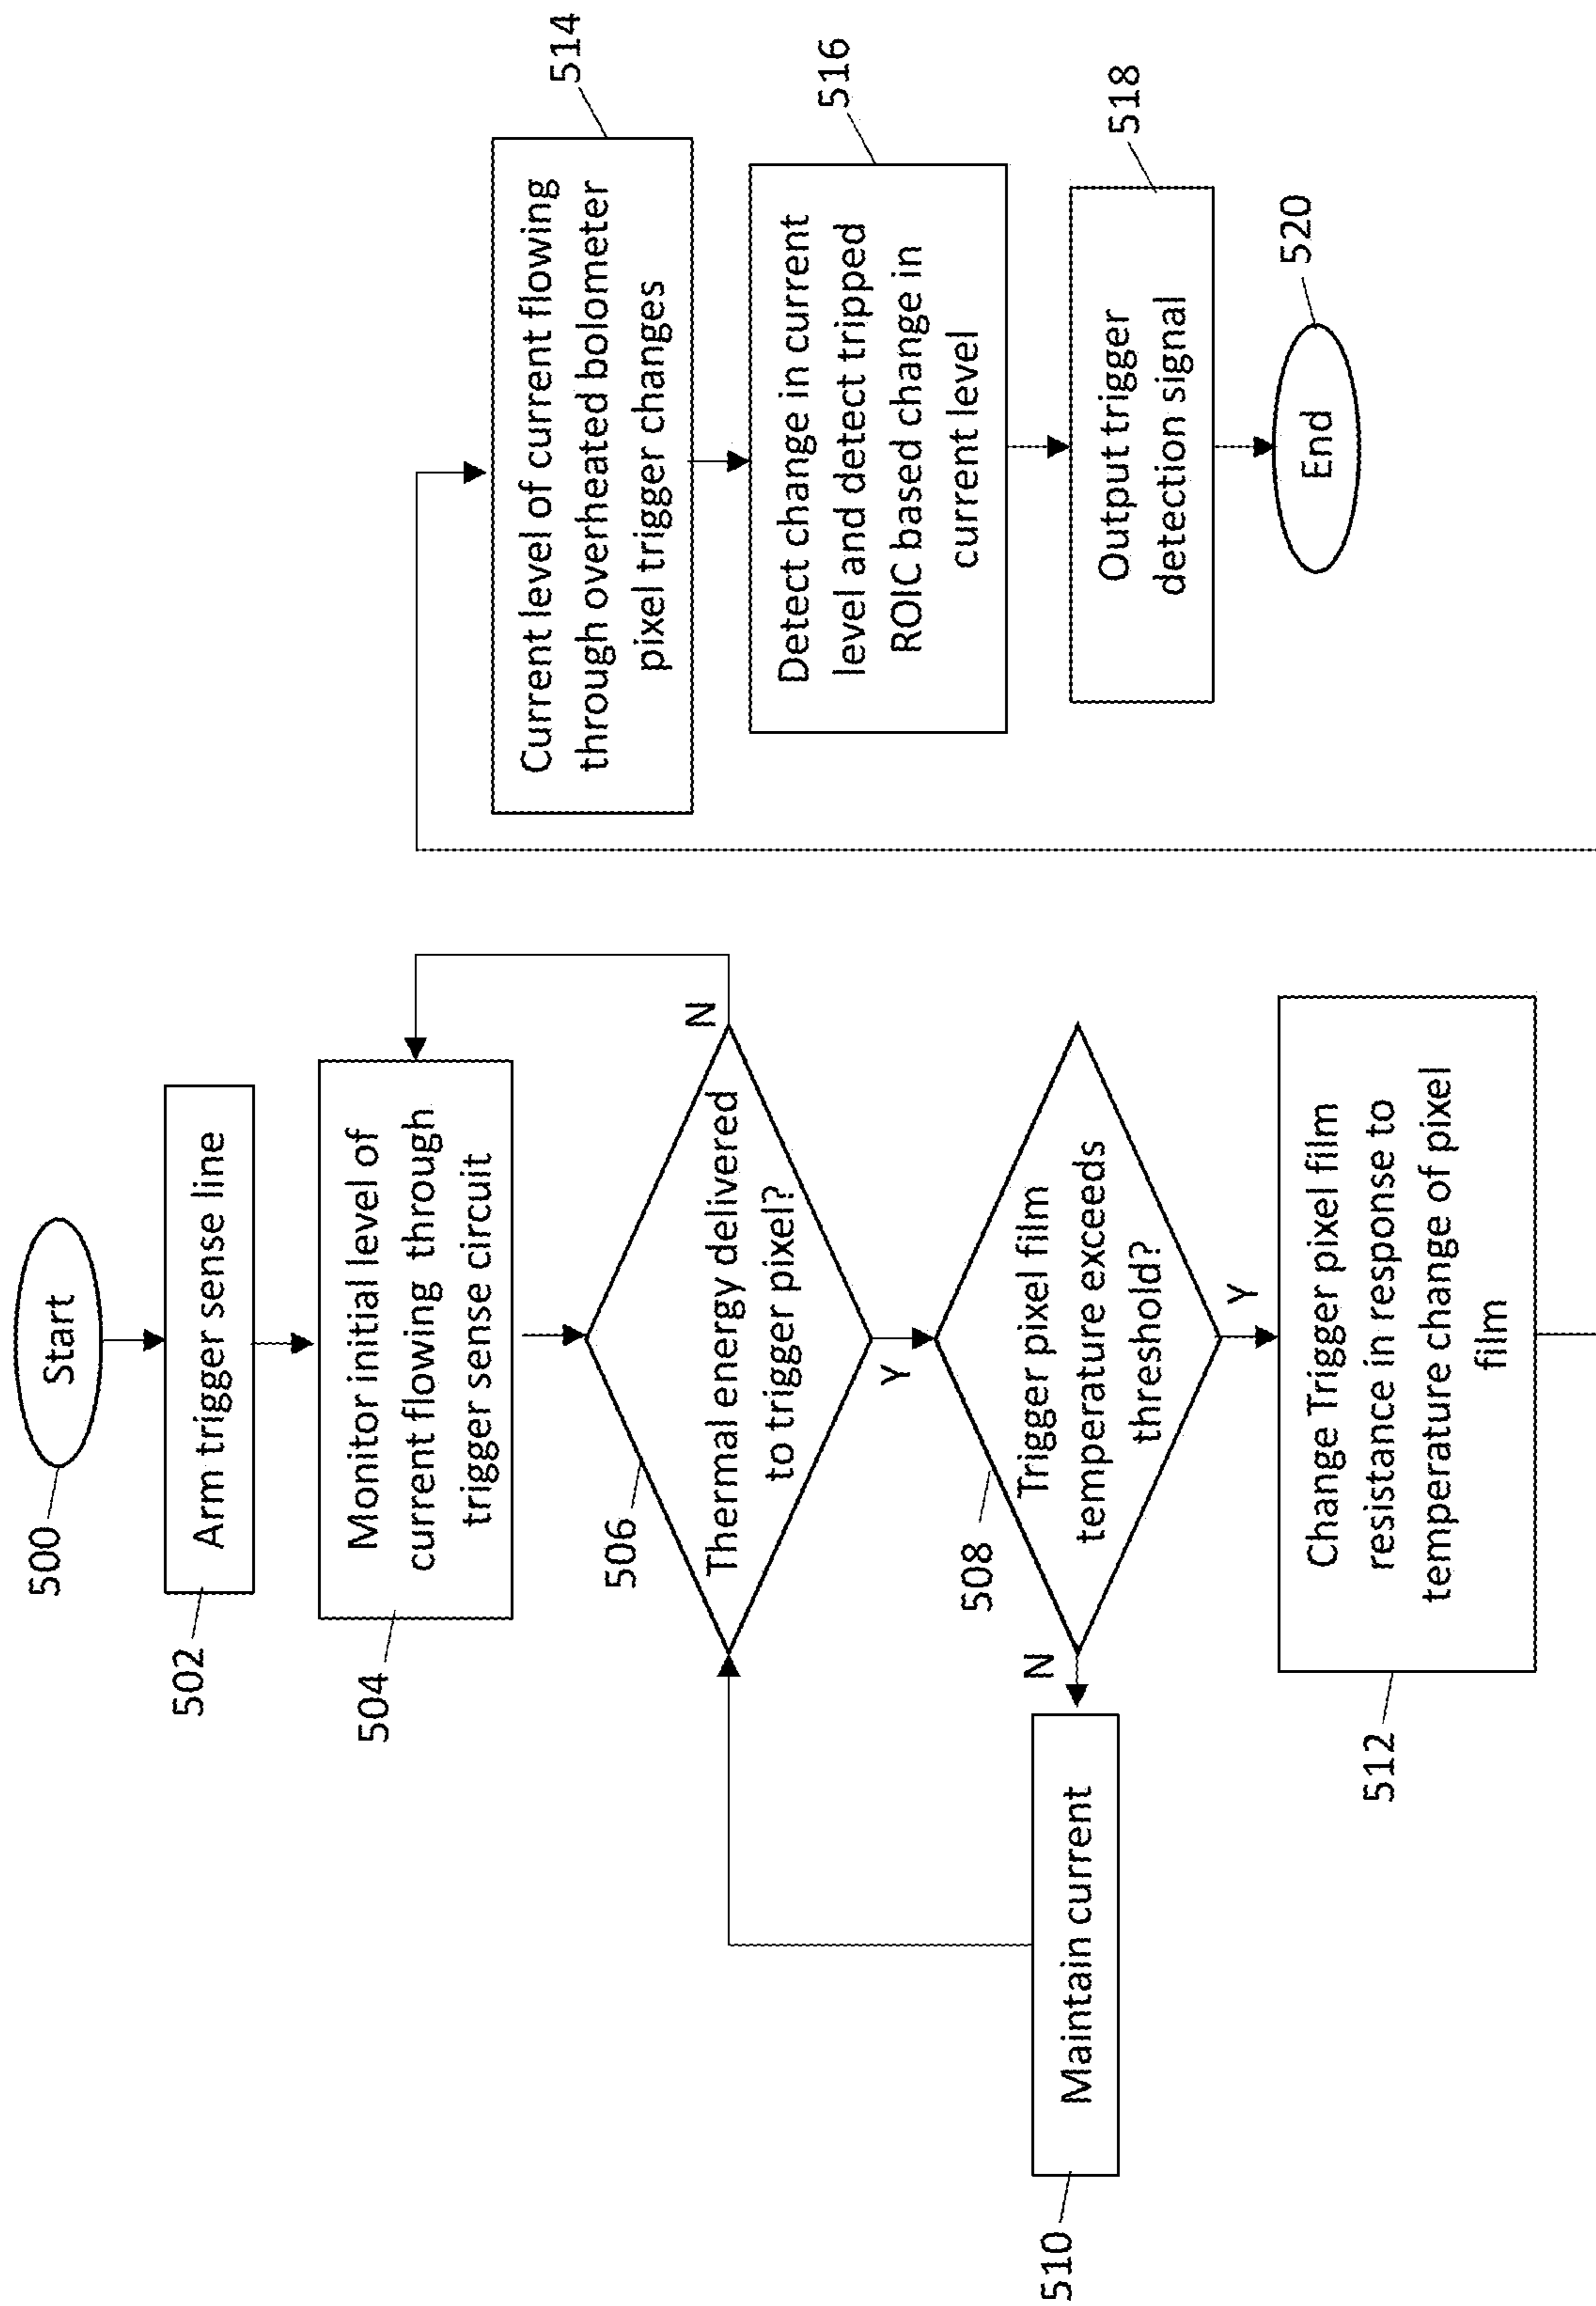 500
Start
502
Arm trigger sense line
504
Monitor initial level of
current flowing through
trigger sense circuit
506
Thermal energy delivered
to trigger pixel?
N
Y
508
Trigger pixel film
temperature exceeds
threshold?
N
Y
510
Maintain current
512
Change Trigger pixel film
resistance in response to
temperature change of pixel
film
514
Current level of current flowing
through overheated bolometer
pixel trigger changes
516
Detect change in current
level and detect tripped
ROIC based change in
current level
518
Output trigger
detection signal
520
End